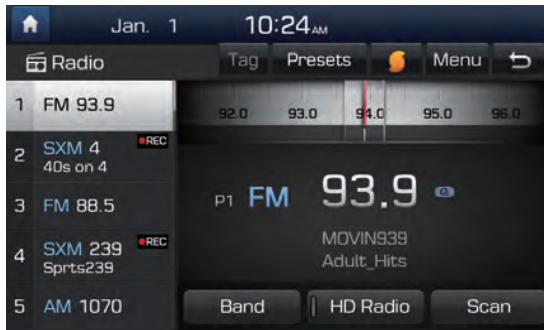 Jan. 1 10:24 AM
Radio Tag Presets Menu
1 FM 93.9
2 SXM 4 REC
40s on 4
3 FM 88.5
4 SXM 239 REC
Sprts239
5 AM 1070
92.0 93.0 94.0 95.0 96.0
P1 FM 93.9
MOVIN939
Adult_Hits
Band HD Radio Scan